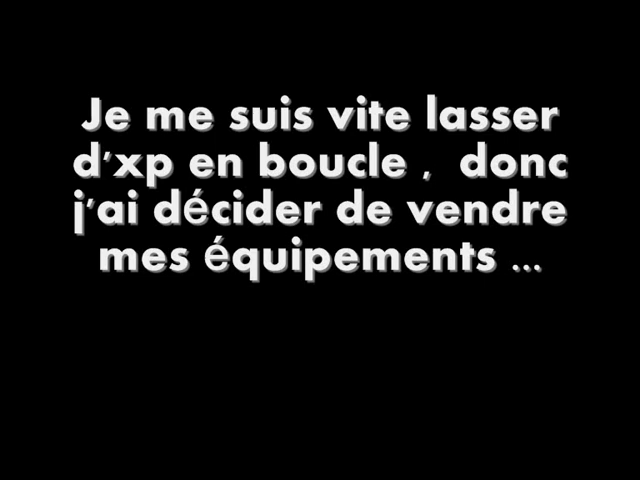 Je me suis vite lasser
d'xp en boucle , donc
j'ai décider de vendre
mes équipements ...